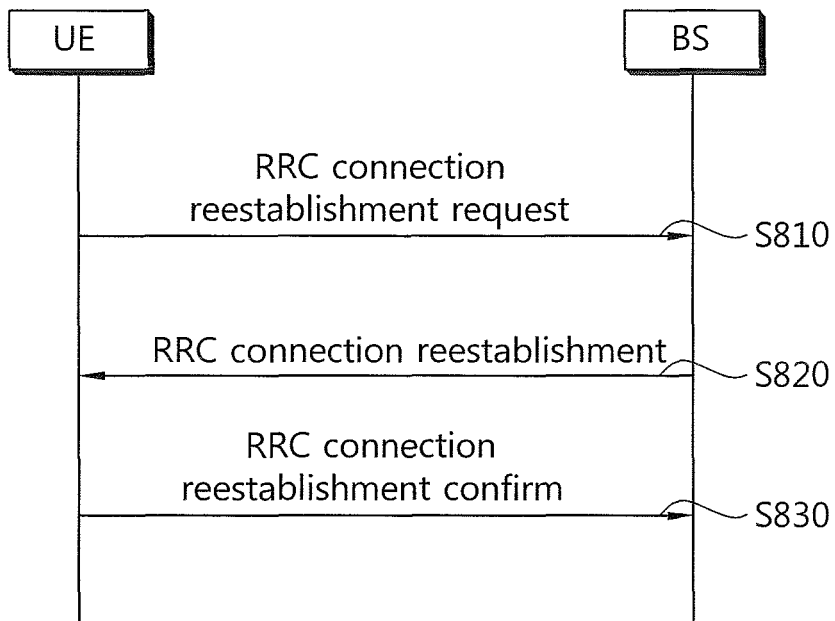 UE
BS
RRC connection
reestablishment request
S810
RRC connection reestablishment
S820
RRC connection
reestablishment confirm
S830